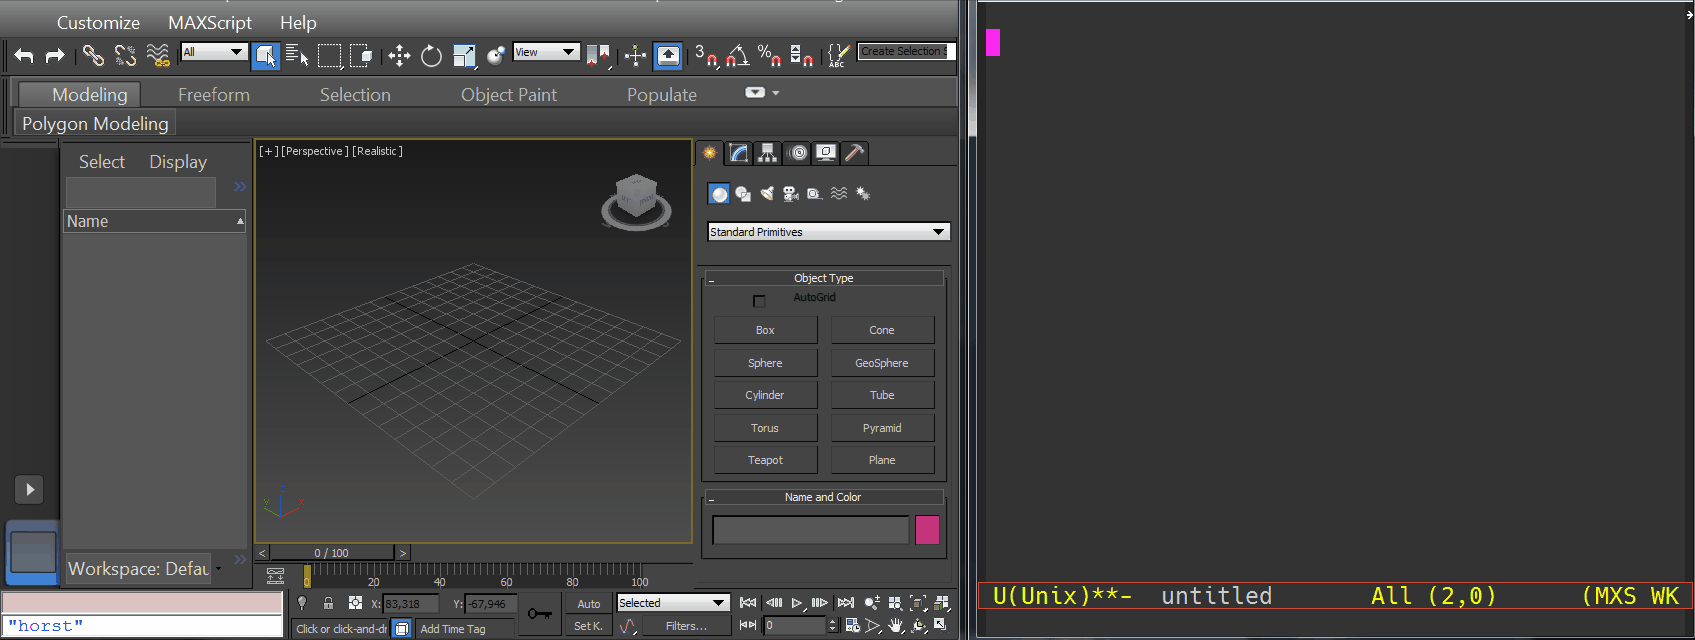 Customize MAXScript Help
All View 3 % ABC Create Selection S
Modeling Freeform Selection Object Paint Populate
Polygon Modeling
Select Display
Name
Workspace: Defau
"horst"
[+] [Perspective] [Realistic]
0 / 100
0 20 40 60 80 100
X: 83,318 Y: -67,946 Auto Selected
Click or click-and-dr Add Time Tag Set K. Filters... 0
Standard Primitives
Object Type
AutoGrid
Box Cone
Sphere GeoSphere
Cylinder Tube
Torus Pyramid
Teapot Plane
Name and Color
U(Unix)**- untitled All (2,0) (MXS WK